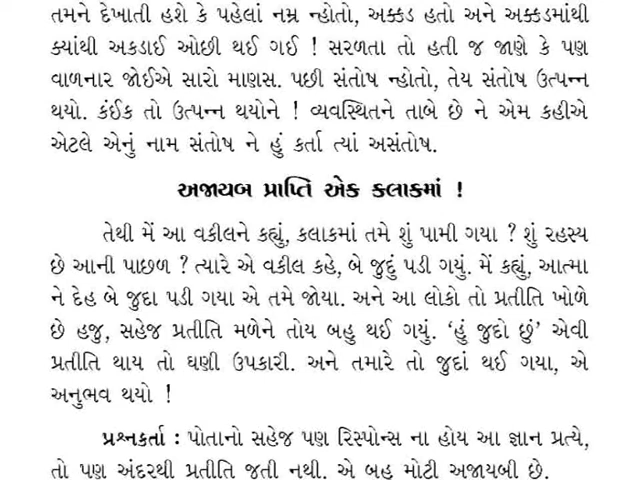 તમને દેખાતી હશે કે પહેલાં નમ્ર ન્હોતો, અક્કડ હતો અને અક્કડમાંથી
ક્યાંથી અકડાઈ ઓછી થઈ ગઈ ! સરળતા તો હતી જ જાણે કે પણ
વાળનાર જોઈએ સારો માણસ. પછી સંતોષ ન્હોતો, તેય સંતોષ ઉત્પન્ન
થયો. કંઈક તો ઉત્પન્ન થયોને ! વ્યવસ્થિતને તાબે છે ને એમ કહીએ
એટલે એનું નામ સંતોષ ને હું કર્તા ત્યાં અસંતોષ.
અજાયબ પ્રાપ્તિ એક કલાકમાં !
તેથી મેં આ વકીલને કહ્યું, કલાકમાં તમે શું પામી ગયા ? શું રહસ્ય
છે આની પાછળ ? ત્યારે એ વકીલ કહે, બે જુદું પડી ગયું. મેં કહ્યું, આત્મા
ને દેહ બે જુદા પડી ગયા એ તમે જોયા. અને આ લોકો તો પ્રતીતિ ખોળે
છે હજુ, સહેજ પ્રતીતિ મળેને તોય બહુ થઈ ગયું. ‘હું જુદો છું’ એવી
પ્રતીતિ થાય તો ઘણી ઉપકારી. અને તમારે તો જુદાં થઈ ગયા, એ
અનુભવ થયો !
પ્રશ્નકર્તા : પોતાનો સહેજ પણ રિસ્પોન્સ ના હોય આ જ્ઞાન પ્રત્યે,
તો પણ અંદરથી પ્રતીતિ જતી નથી. એ બહુ મોટી અજાયબી છે.